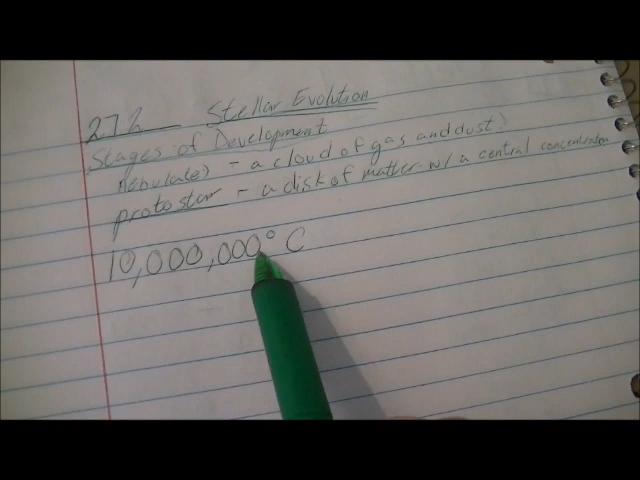 27.2 Stellar Evolution
Stages of Development
Nebula(e) - a cloud of gas and dust
protostar - a disk of matter w/ a central concentration
10,000,000° C